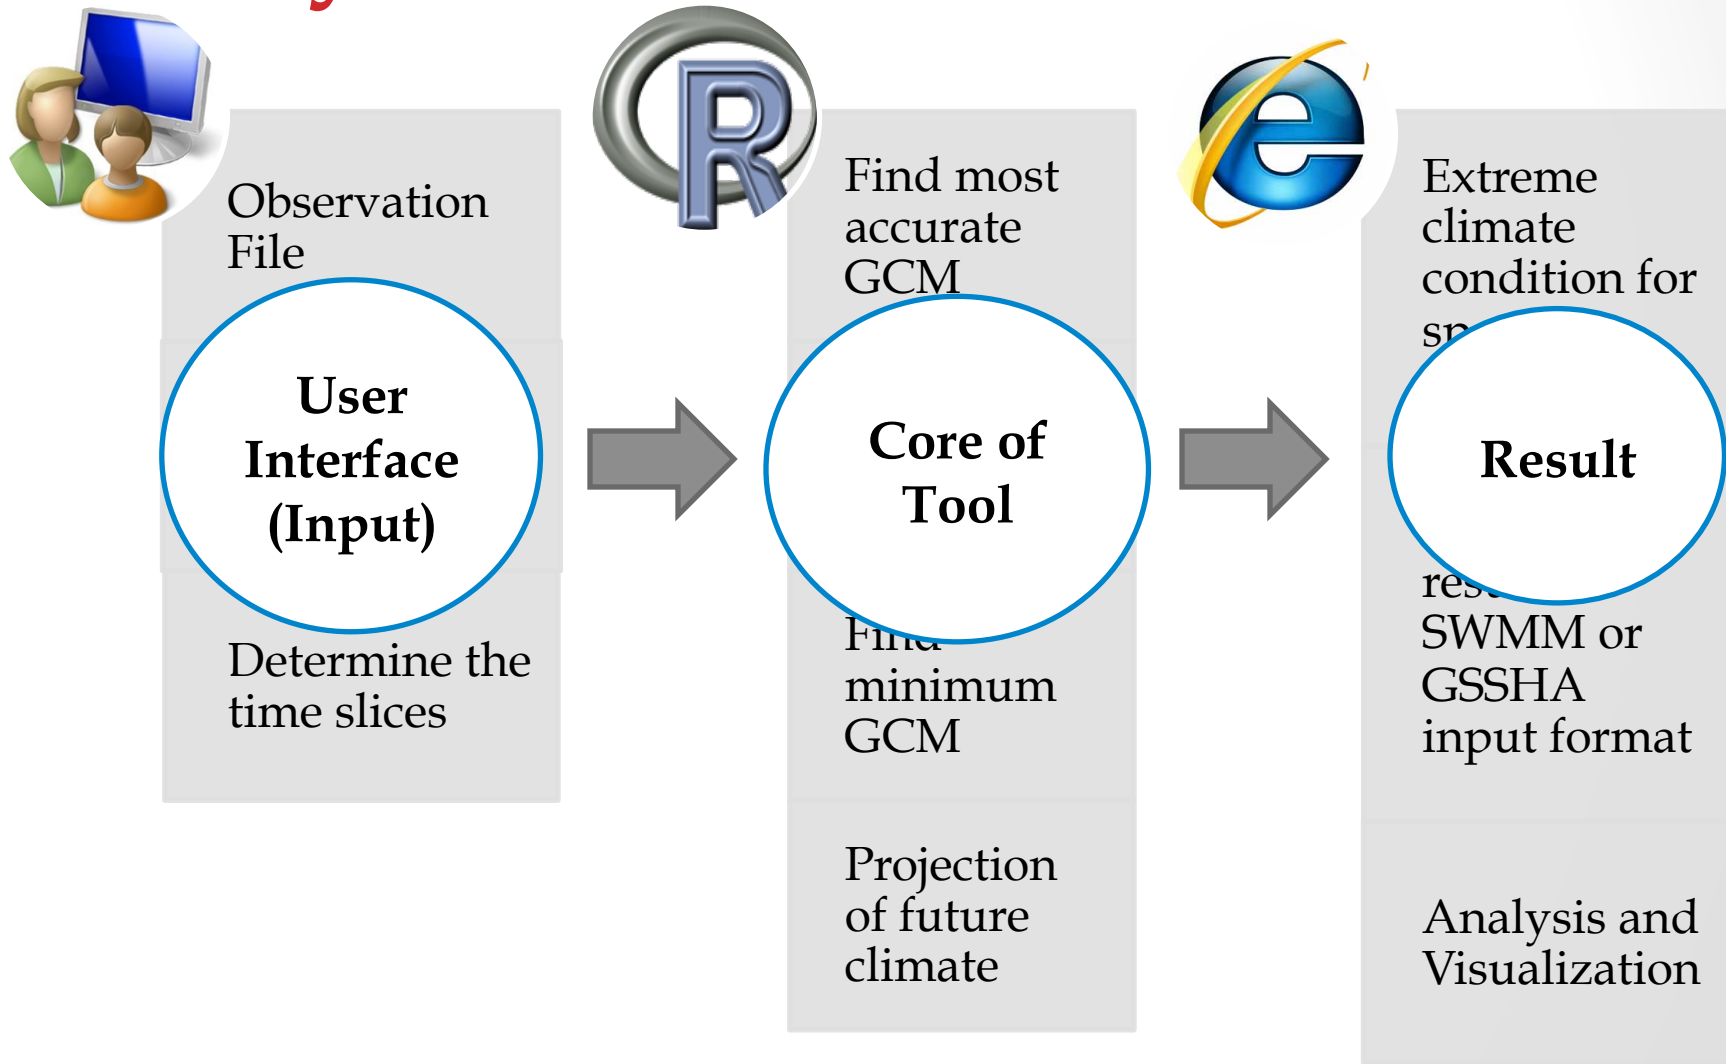 Observation
File
User
Interface
(Input)
Determine the
time slices
R
Find most
accurate
GCM
Core of
Tool
Find
minimum
GCM
Projection
of future
climate
e
Extreme
climate
condition for
Result
SWMM or
GSSHA
input format
Analysis and
Visualization